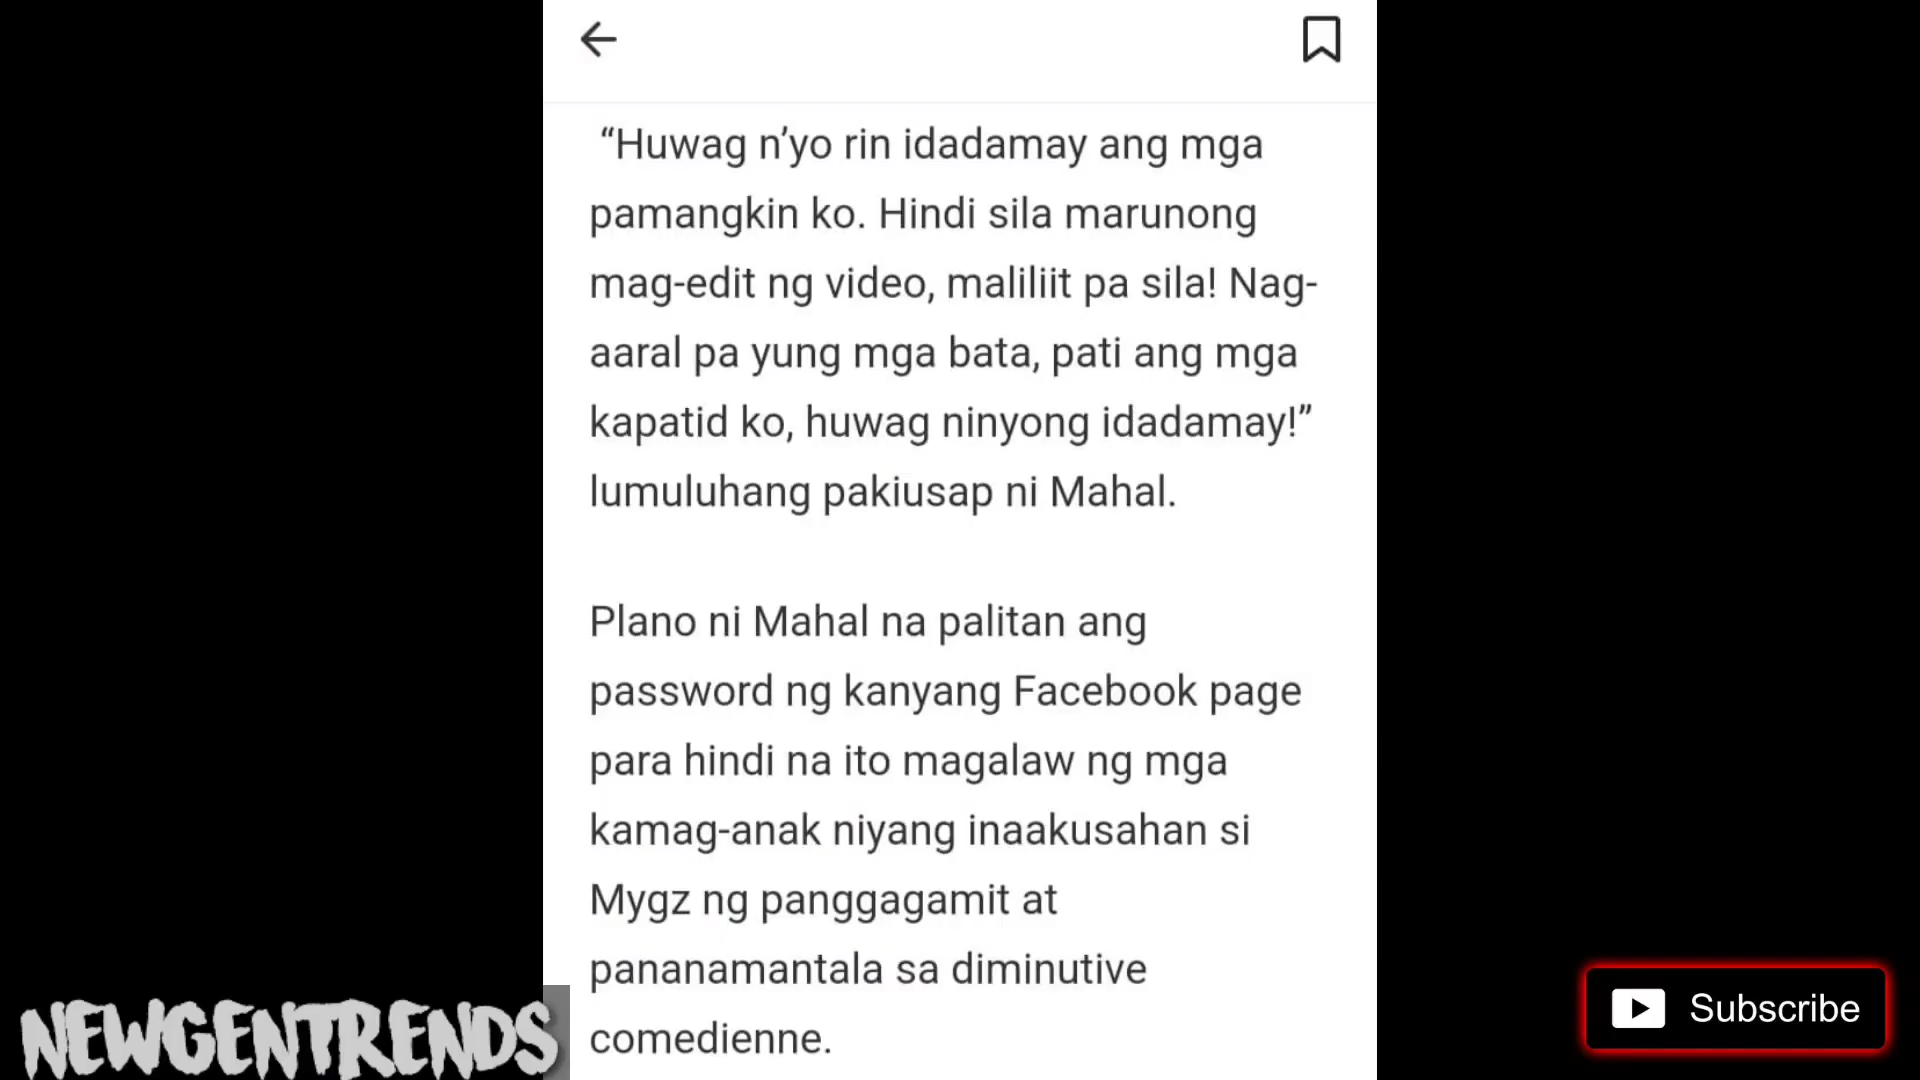 “Huwag n’yo rin idadamay ang mga
pamangkin ko. Hindi sila marunong
mag-edit ng video, maliliit pa sila! Nag-
aaral pa yung mga bata, pati ang mga
kapatid ko, huwag ninyong idadamay!”
lumuluhang pakiusap ni Mahal.
Plano ni Mahal na palitan ang
password ng kanyang Facebook page
para hindi na ito magalaw ng mga
kamag-anak niyang inaakusahan si
Mygz ng panggagamit at
pananamantala sa diminutive
comedienne.
NEWGENTRENDS
Subscribe